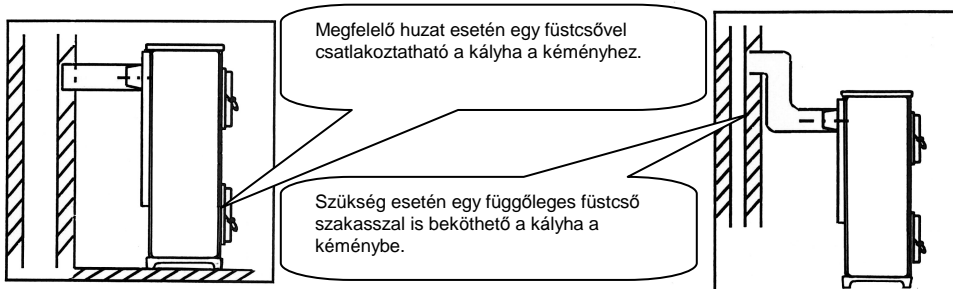 Megfelelő huzat esetén egy füstcsővel
csatlakoztatható a kályha a kéményhez.
Szükség esetén egy függőleges füstcső
szakasszal is beköthető a kályha a
kéménybe.